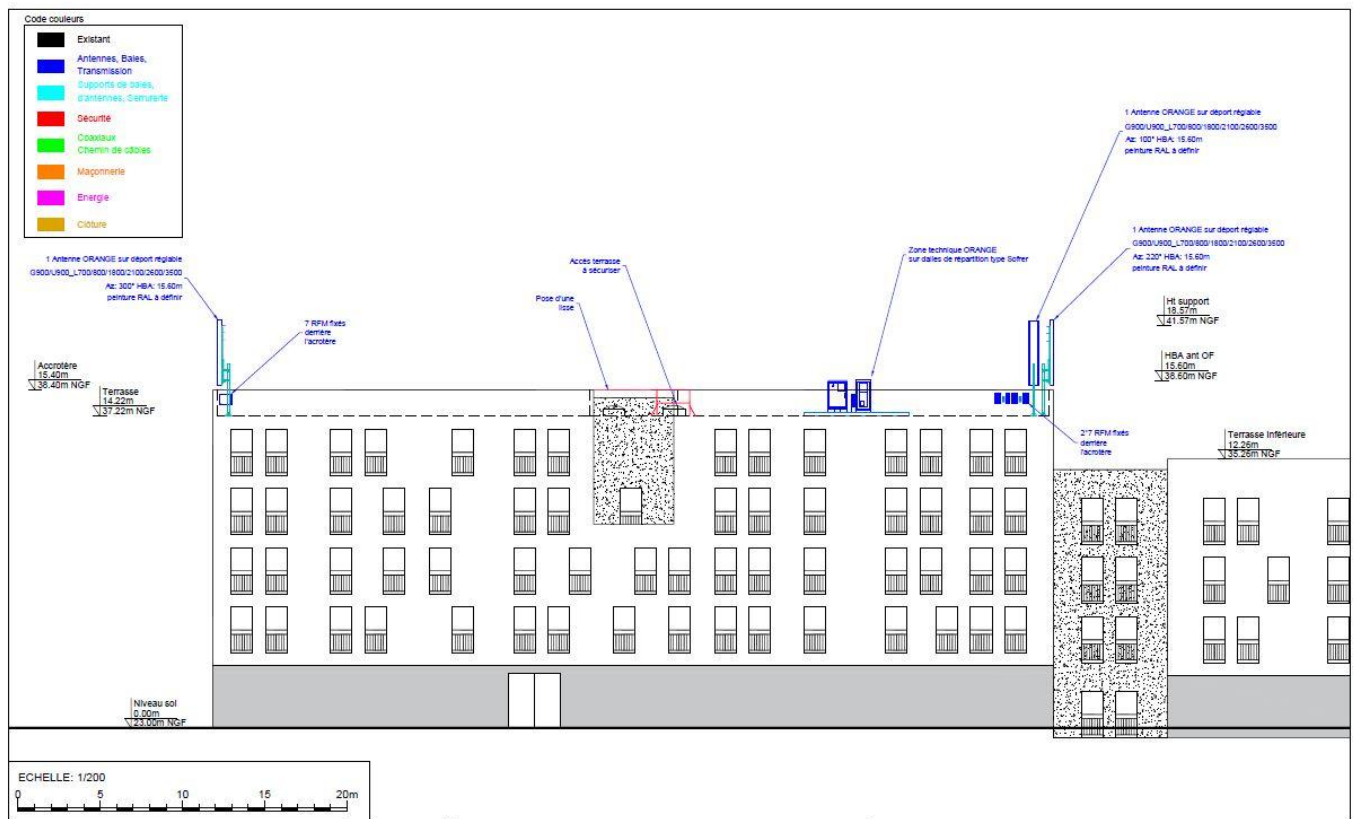 Code couleurs
Existant
Antennes, Baies,
Transmission
Supports de baies,
d'antennes, Serrurerie
Sécurité
Coaxiaux
Chemin de câbles
Maçonnerie
Energie
Clôture
1 Antenne ORANGE sur déport réglable
G900/U900_L700/800/1800/2100/2600/3500
Az: 100° HBA: 15.60m
peinture RAL à définir
1 Antenne ORANGE sur déport réglable
G900/U900_L700/800/1800/2100/2600/3500
Az: 220° HBA: 15.60m
peinture RAL à définir
1 Antenne ORANGE sur déport réglable
G900/U900_L700/800/1800/2100/2600/3500
Az: 300° HBA: 15.60m
peinture RAL à définir
Accès terrasse
à sécuriser
Zone technique ORANGE
sur dalles de répartition type Sofrer
Pose d'une
lisse
7 RFM fixés
derrière
l'acrotère
Ht support
18.57m
41.57m NGF
Accrotère
15.40m
38.40m NGF
HBA ant OF
15.60m
38.60m NGF
Terrasse
14.22m
37.22m NGF
2*7 RFM fixés
derrière
l'acrotère
Terrasse inférieure
12.26m
35.26m NGF
Niveau sol
0.00m
23.00m NGF
ECHELLE: 1/200
0 5 10 15 20m